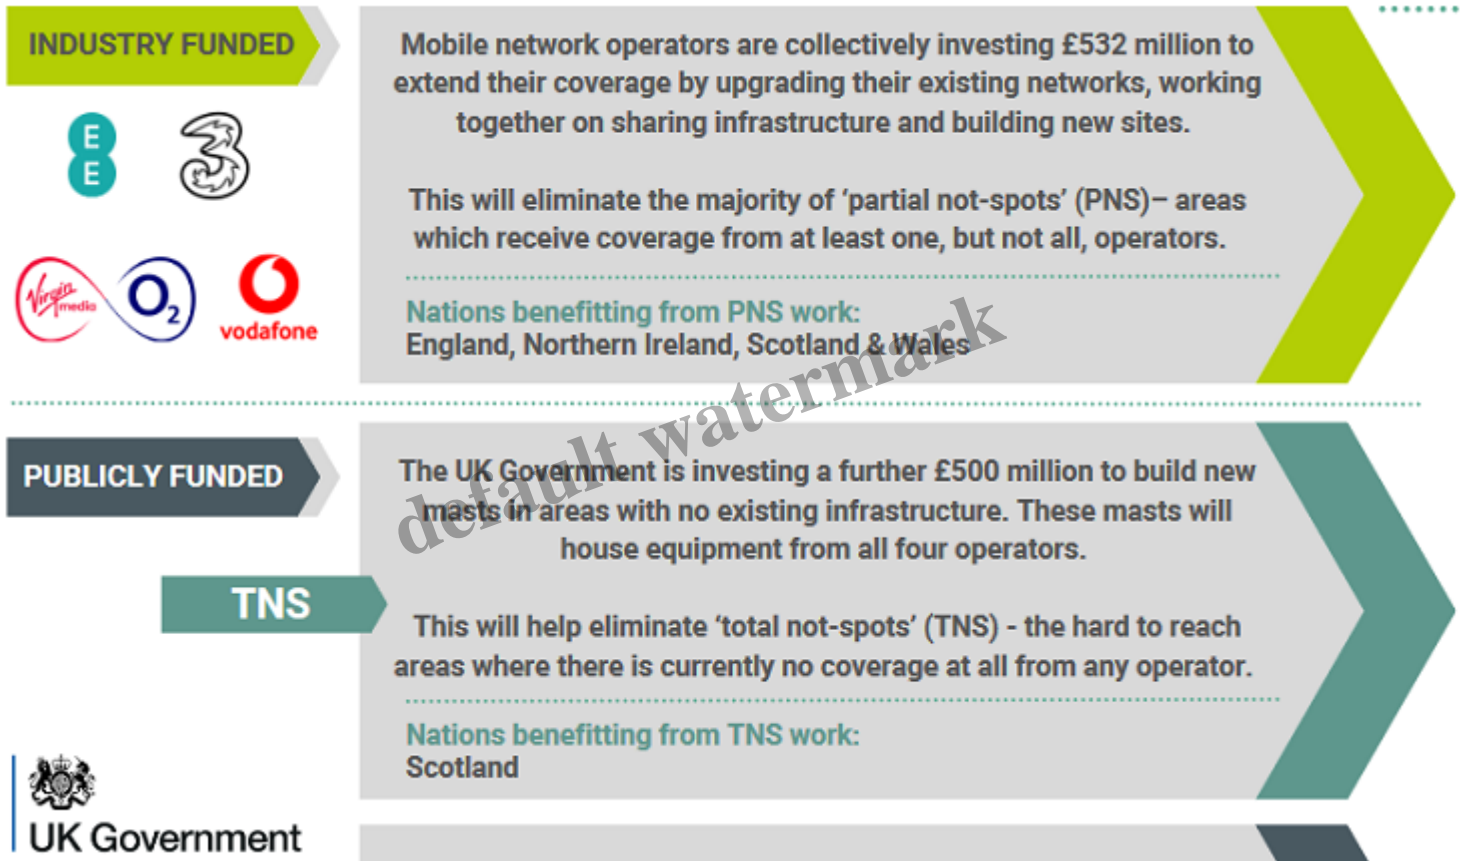 INDUSTRY FUNDED
Mobile network operators are collectively investing £532 million to
extend their coverage by upgrading their existing networks, working
together on sharing infrastructure and building new sites.
This will eliminate the majority of ‘partial not-spots’ (PNS)– areas
which receive coverage from at least one, but not all, operators.
Nations benefitting from PNS work:
England, Northern Ireland, Scotland & Wales
E
E
3
Virgin
media
O2
vodafone
default watermark
PUBLICLY FUNDED
The UK Government is investing a further £500 million to build new
masts in areas with no existing infrastructure. These masts will
house equipment from all four operators.
TNS
This will help eliminate ‘total not-spots’ (TNS) - the hard to reach
areas where there is currently no coverage at all from any operator.
Nations benefitting from TNS work:
Scotland
UK Government